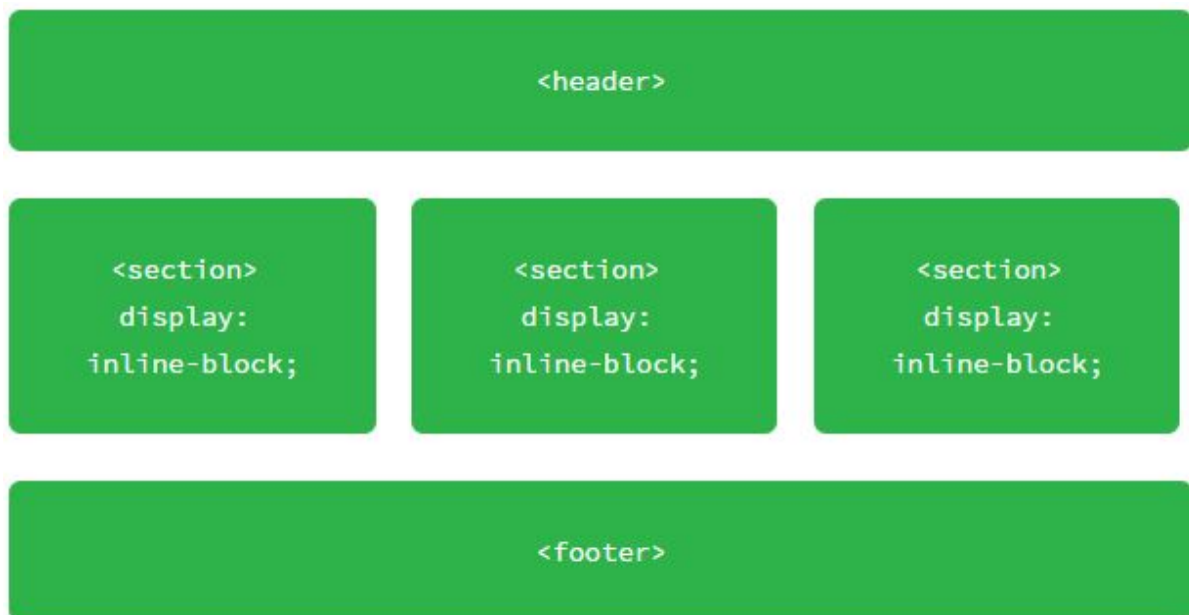 <header>
<section>
display:
inline-block;
<section>
display:
inline-block;
<section>
display:
inline-block;
<footer>